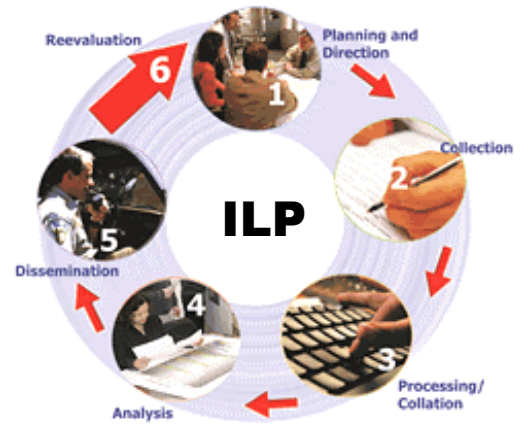 Reevaluation
6
1
Planning and
Direction
2
Collection
ILP
5
Dissemination
4
Analysis
3
Processing/
Collation